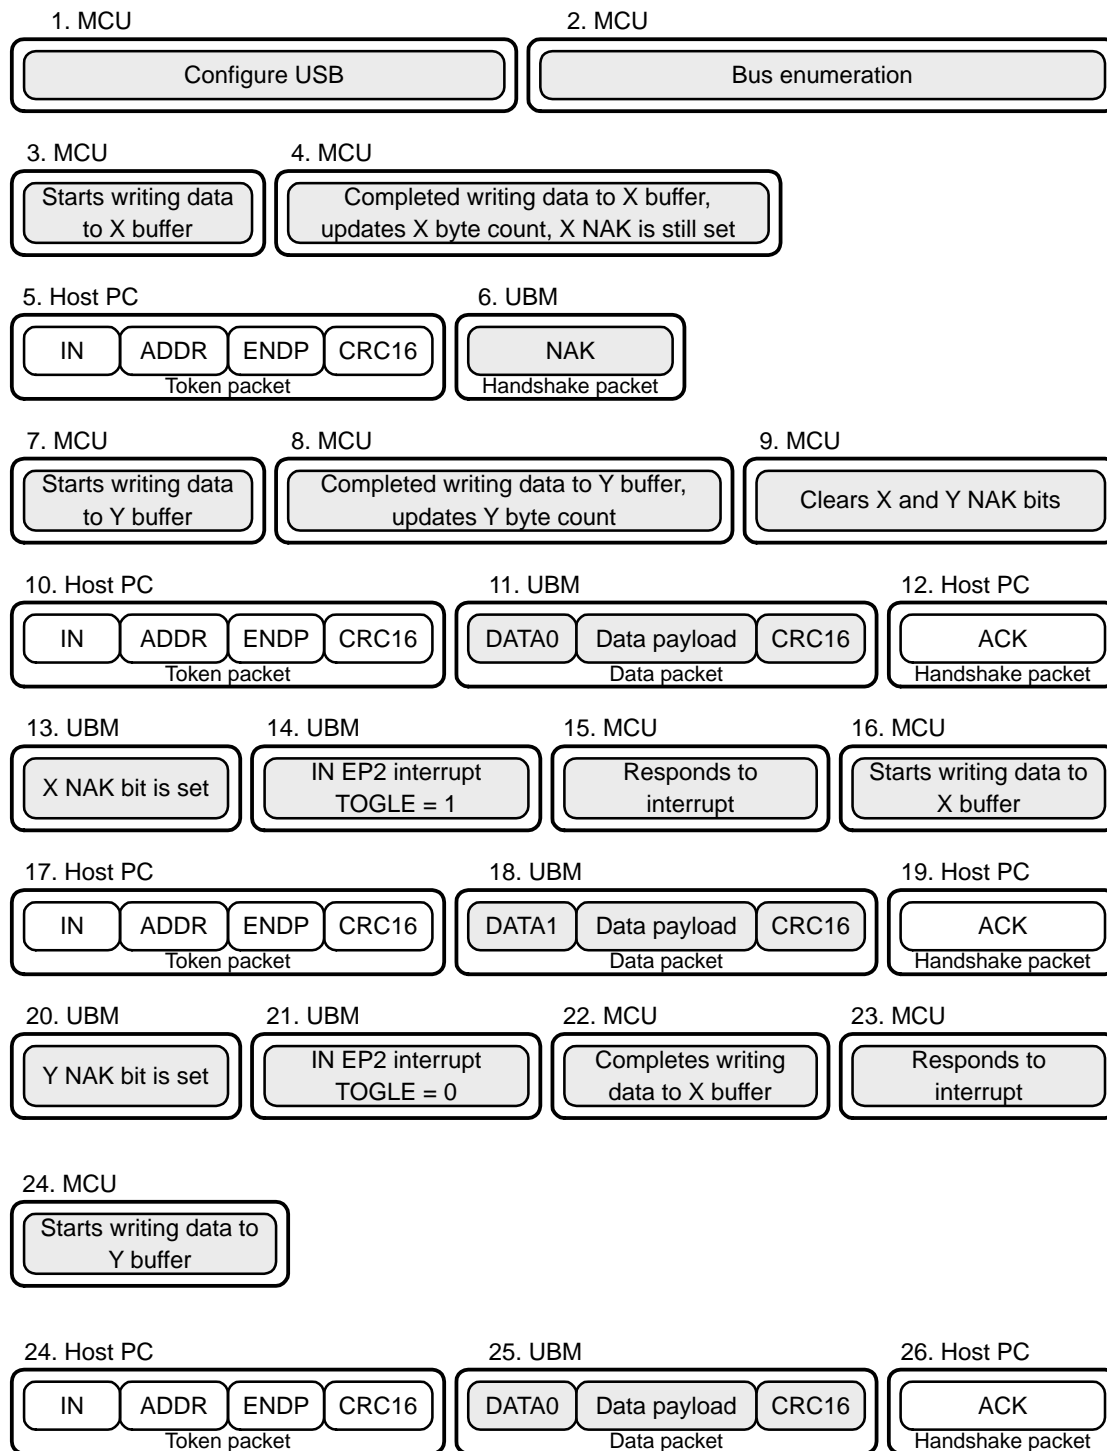 1. MCU
2. MCU
Configure USB
Bus enumeration
3. MCU
4. MCU
Starts writing data
to X buffer
Completed writing data to X buffer,
updates X byte count, X NAK is still set
5. Host PC
6. UBM
IN
ADDR
ENDP
CRC16
Token packet
NAK
Handshake packet
7. MCU
8. MCU
9. MCU
Starts writing data
to Y buffer
Completed writing data to Y buffer,
updates Y byte count
Clears X and Y NAK bits
10. Host PC
11. UBM
12. Host PC
IN
ADDR
ENDP
CRC16
Token packet
DATA0
Data payload
CRC16
Data packet
ACK
Handshake packet
13. UBM
14. UBM
15. MCU
16. MCU
X NAK bit is set
IN EP2 interrupt
TOGLE = 1
Responds to
interrupt
Starts writing data to
X buffer
17. Host PC
18. UBM
19. Host PC
IN
ADDR
ENDP
CRC16
Token packet
DATA1
Data payload
CRC16
Data packet
ACK
Handshake packet
20. UBM
21. UBM
22. MCU
23. MCU
Y NAK bit is set
IN EP2 interrupt
TOGLE = 0
Completes writing
data to X buffer
Responds to
interrupt
24. MCU
Starts writing data to
Y buffer
24. Host PC
25. UBM
26. Host PC
IN
ADDR
ENDP
CRC16
Token packet
DATA0
Data payload
CRC16
Data packet
ACK
Handshake packet